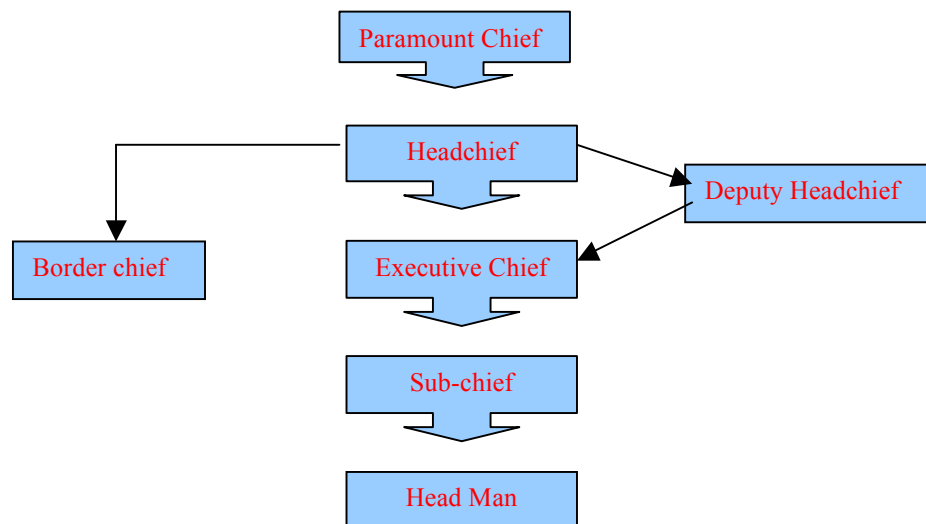 Paramount Chief
Headchief
Deputy Headchief
Border chief
Executive Chief
Sub-chief
Head Man